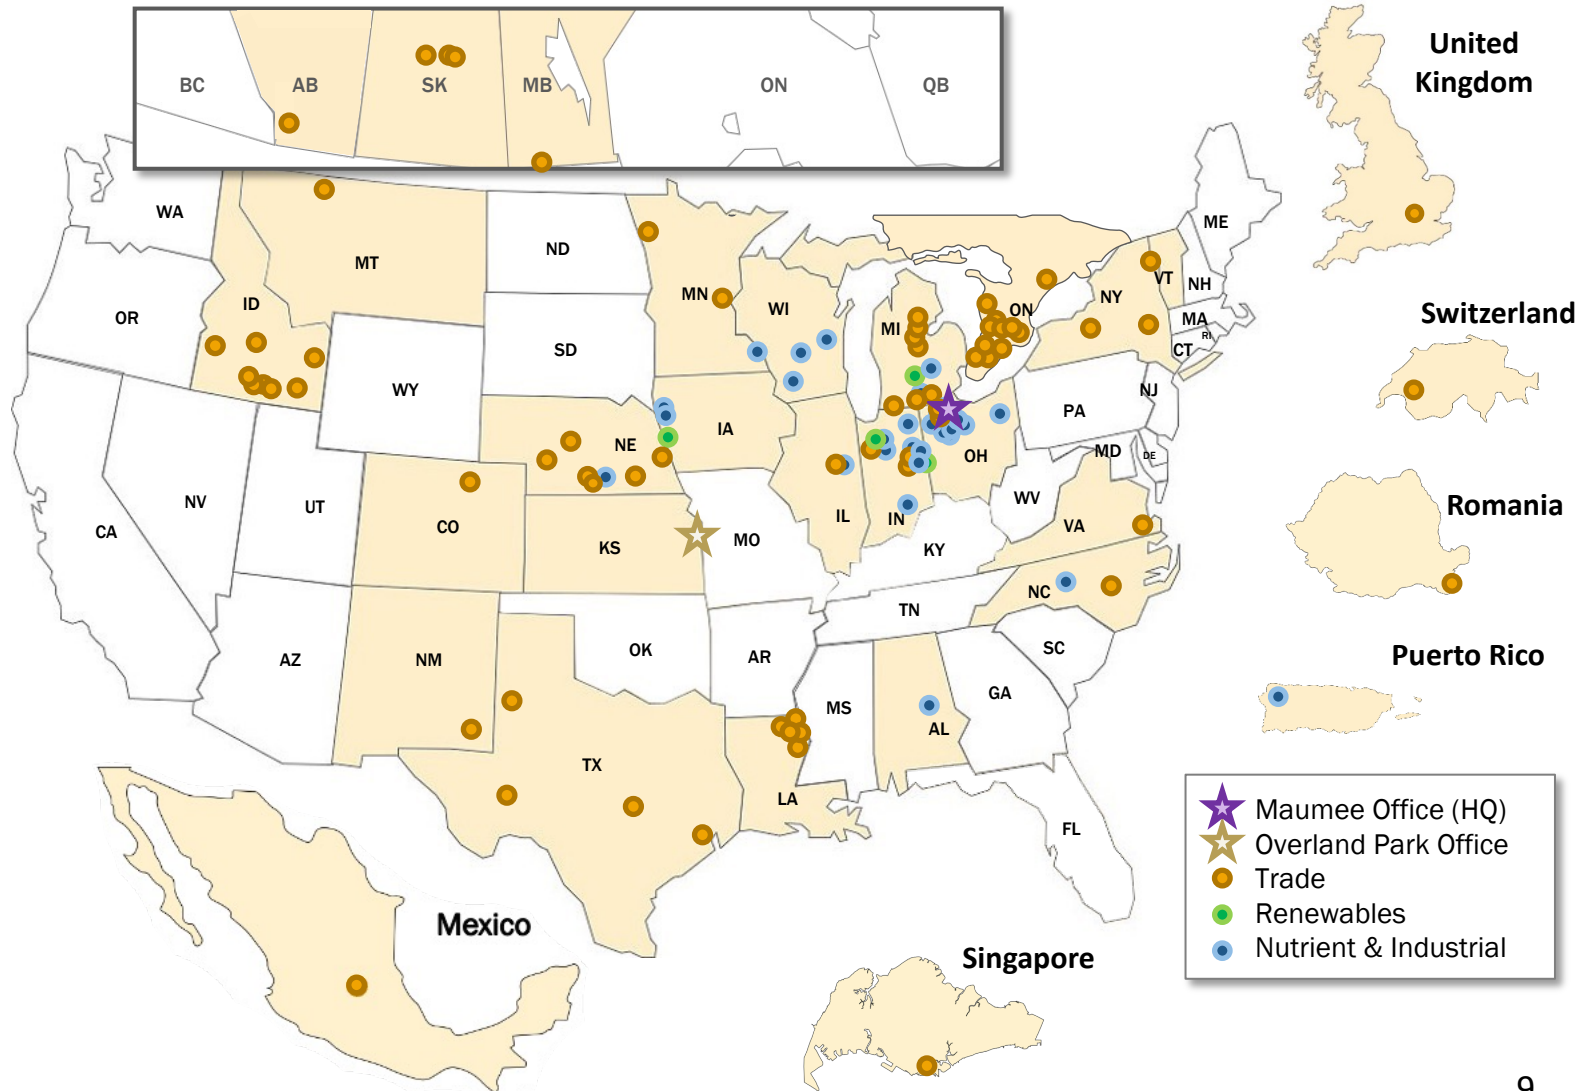 United
Kingdom
BC
AB
SK
MB
ON
QB
WA
MT
ND
MN
ME
VT
NH
NY
MA
RI
CT
OR
ID
SD
WI
MI
ON
Switzerland
WY
NE
IA
PA
NJ
MD
DE
OH
NV
UT
CO
CA
KS
MO
IL
IN
WV
KY
VA
Romania
NC
TN
AZ
NM
OK
AR
SC
Puerto Rico
MS
AL
GA
TX
LA
FL
Mexico
Singapore
Maumee Office (HQ)
Overland Park Office
Trade
Renewables
Nutrient & Industrial
9